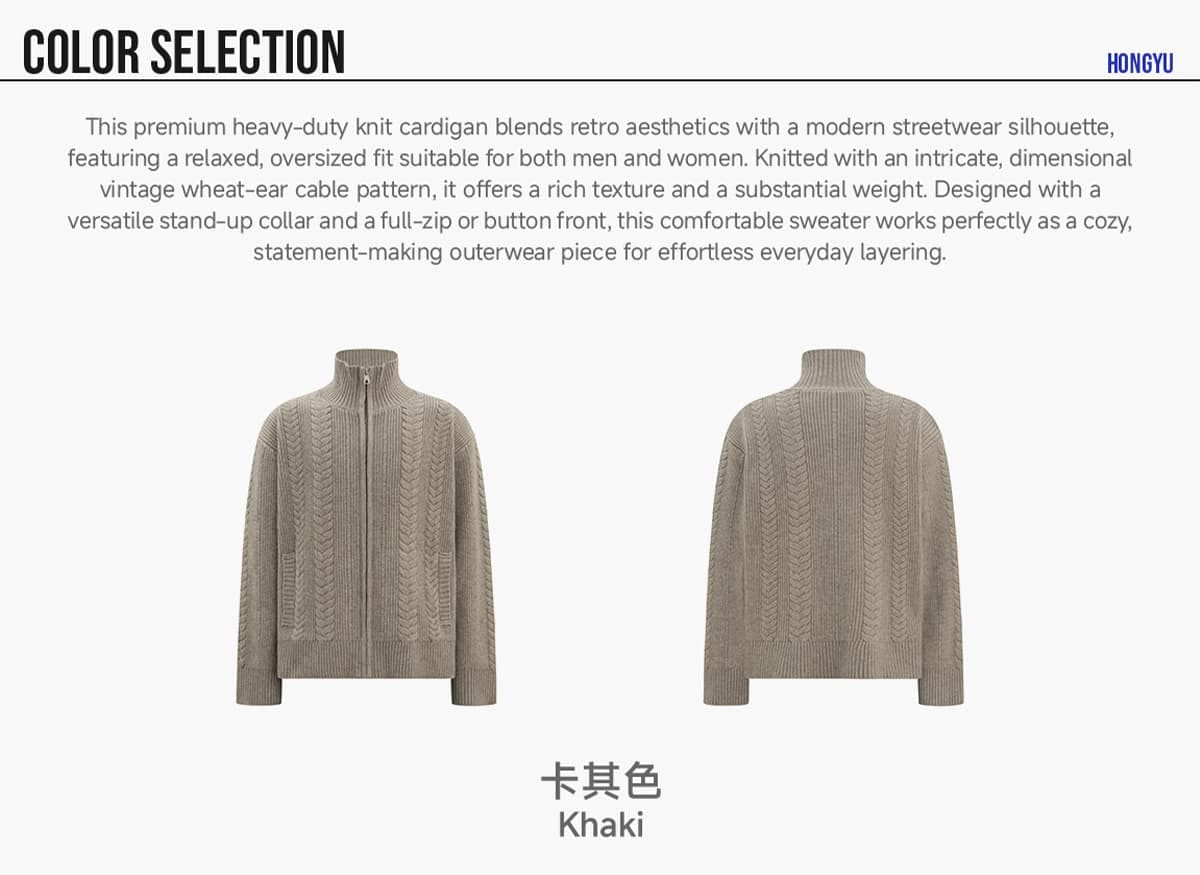 COLOR SELECTION
HONGYU
This premium heavy-duty knit cardigan blends retro aesthetics with a modern streetwear silhouette,
featuring a relaxed, oversized fit suitable for both men and women. Knitted with an intricate, dimensional
vintage wheat-ear cable pattern, it offers a rich texture and a substantial weight. Designed with a
versatile stand-up collar and a full-zip or button front, this comfortable sweater works perfectly as a cozy,
statement-making outerwear piece for effortless everyday layering.
卡其色
Khaki